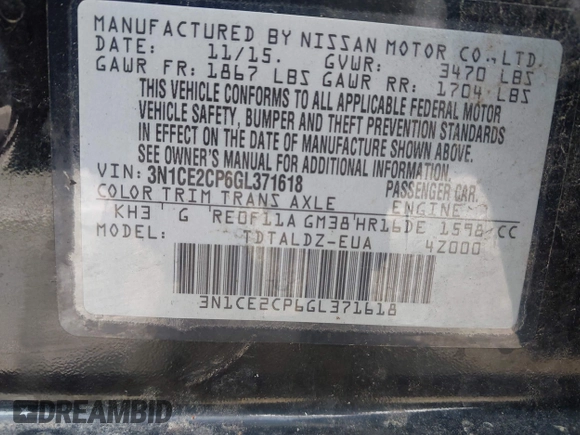 MANUFACTURED BY NISSAN MOTOR CO., LTD.
DATE: 11/15. GVWR: 3470 LBS
GAWR FR: 1867 LBS GAWR RR: 1704 LBS
THIS VEHICLE CONFORMS TO ALL APPLICABLE FEDERAL MOTOR
VEHICLE SAFETY, BUMPER AND THEFT PREVENTION STANDARDS
IN EFFECT ON THE DATE OF MANUFACTURE SHOWN ABOVE.
SEE OWNER'S MANUAL FOR ADDITIONAL INFORMATION.
VIN: 3N1CE2CP6GL371618 PASSENGER CAR.
COLOR TRIM TRANS AXLE ENGINE
KH3 G RE0F11A GM38 HR16DE 1598 CC
MODEL: TDTALDZ-EUA 4Z000
3N1CE2CP6GL371618
DREAMBID